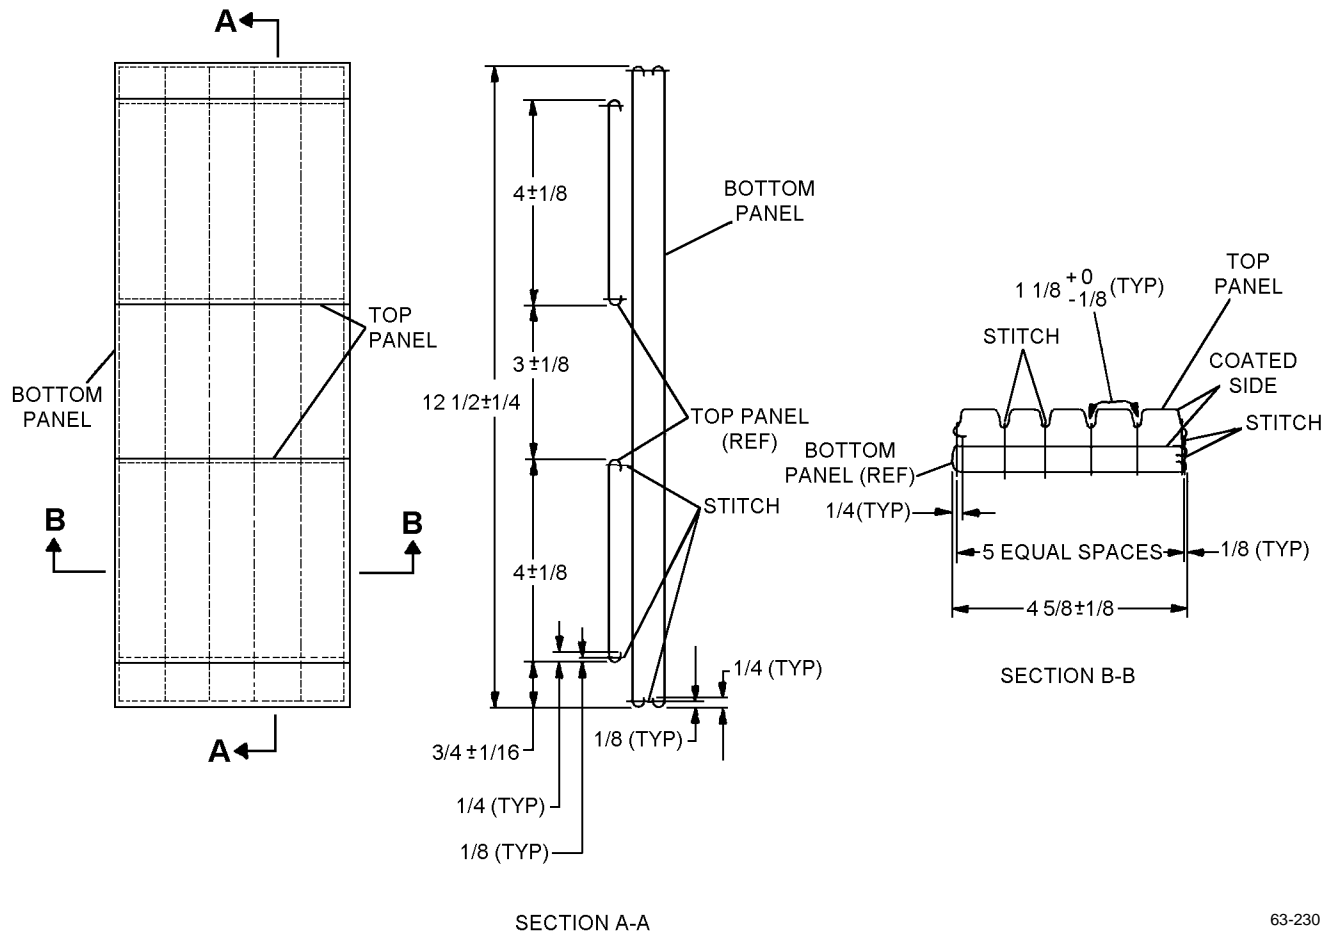 A
4±1/8
BOTTOM
PANEL
TOP
PANEL
1 1/8 +0 -1/8 (TYP)
TOP
PANEL
STITCH
3±1/8
COATED
SIDE
BOTTOM
PANEL
12 1/2±1/4
TOP PANEL
(REF)
STITCH
BOTTOM
PANEL (REF)
STITCH
1/4(TYP)
B
B
4±1/8
5 EQUAL SPACES
1/8 (TYP)
4 5/8±1/8
1/4 (TYP)
SECTION B-B
A
3/4 ±1/16
1/8 (TYP)
1/4 (TYP)
1/8 (TYP)
SECTION A-A
63-230